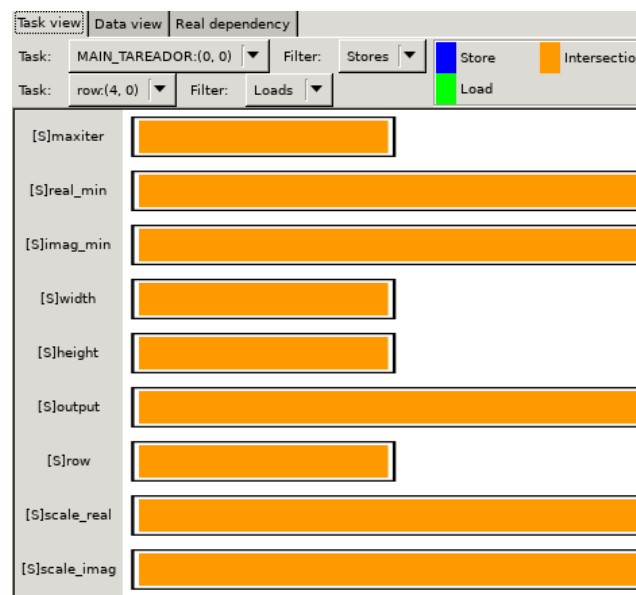 Task view Data view Real dependency
Task: MAIN_TAREADOR:(0, 0) Filter: Stores Store Intersectio
Task: row:(4, 0) Filter: Loads Load
[S]maxiter
[S]real_min
[S]imag_min
[S]width
[S]height
[S]output
[S]row
[S]scale_real
[S]scale_imag